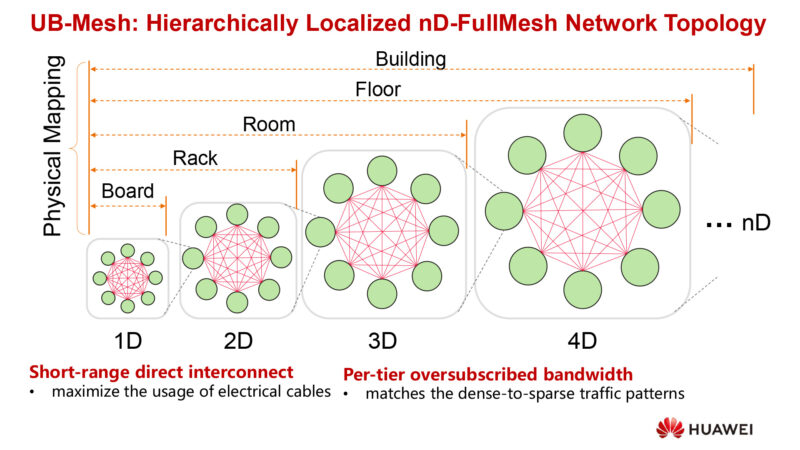 UB-Mesh: Hierarchically Localized nD-FullMesh Network Topology
Physical Mapping
Building
Floor
Room
Rack
Board
... nD
1D
2D
3D
4D
Short-range direct interconnect
• maximize the usage of electrical cables
Per-tier oversubscribed bandwidth
• matches the dense-to-sparse traffic patterns
HUAWEI